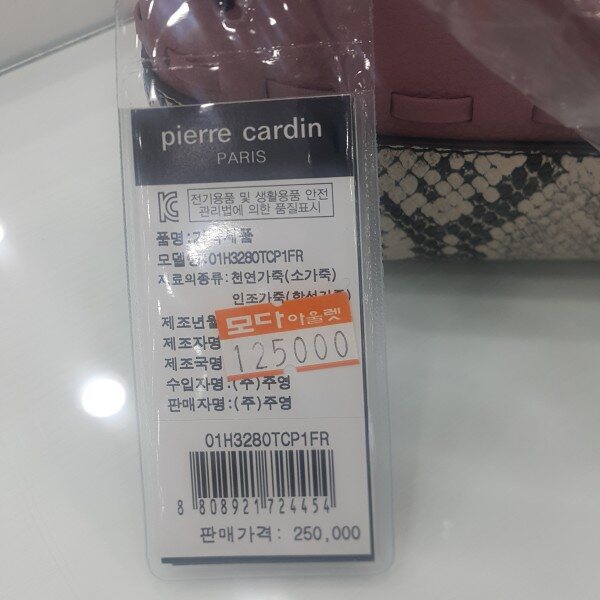 pierre cardin
PARIS
전기용품 및 생활용품 안전
관리법에 의한 품질표시
품명:
모델명:01H3280TCP1FR
재료의종류:천연가죽(소가죽)
인조가죽(합성가죽)
제조년월
제조자명
제조국명
수입자명:(주)주영
판매자명:(주)주영
모다아울렛
125000
01H3280TCP1FR
8 808921 724454
판매가격: 250,000